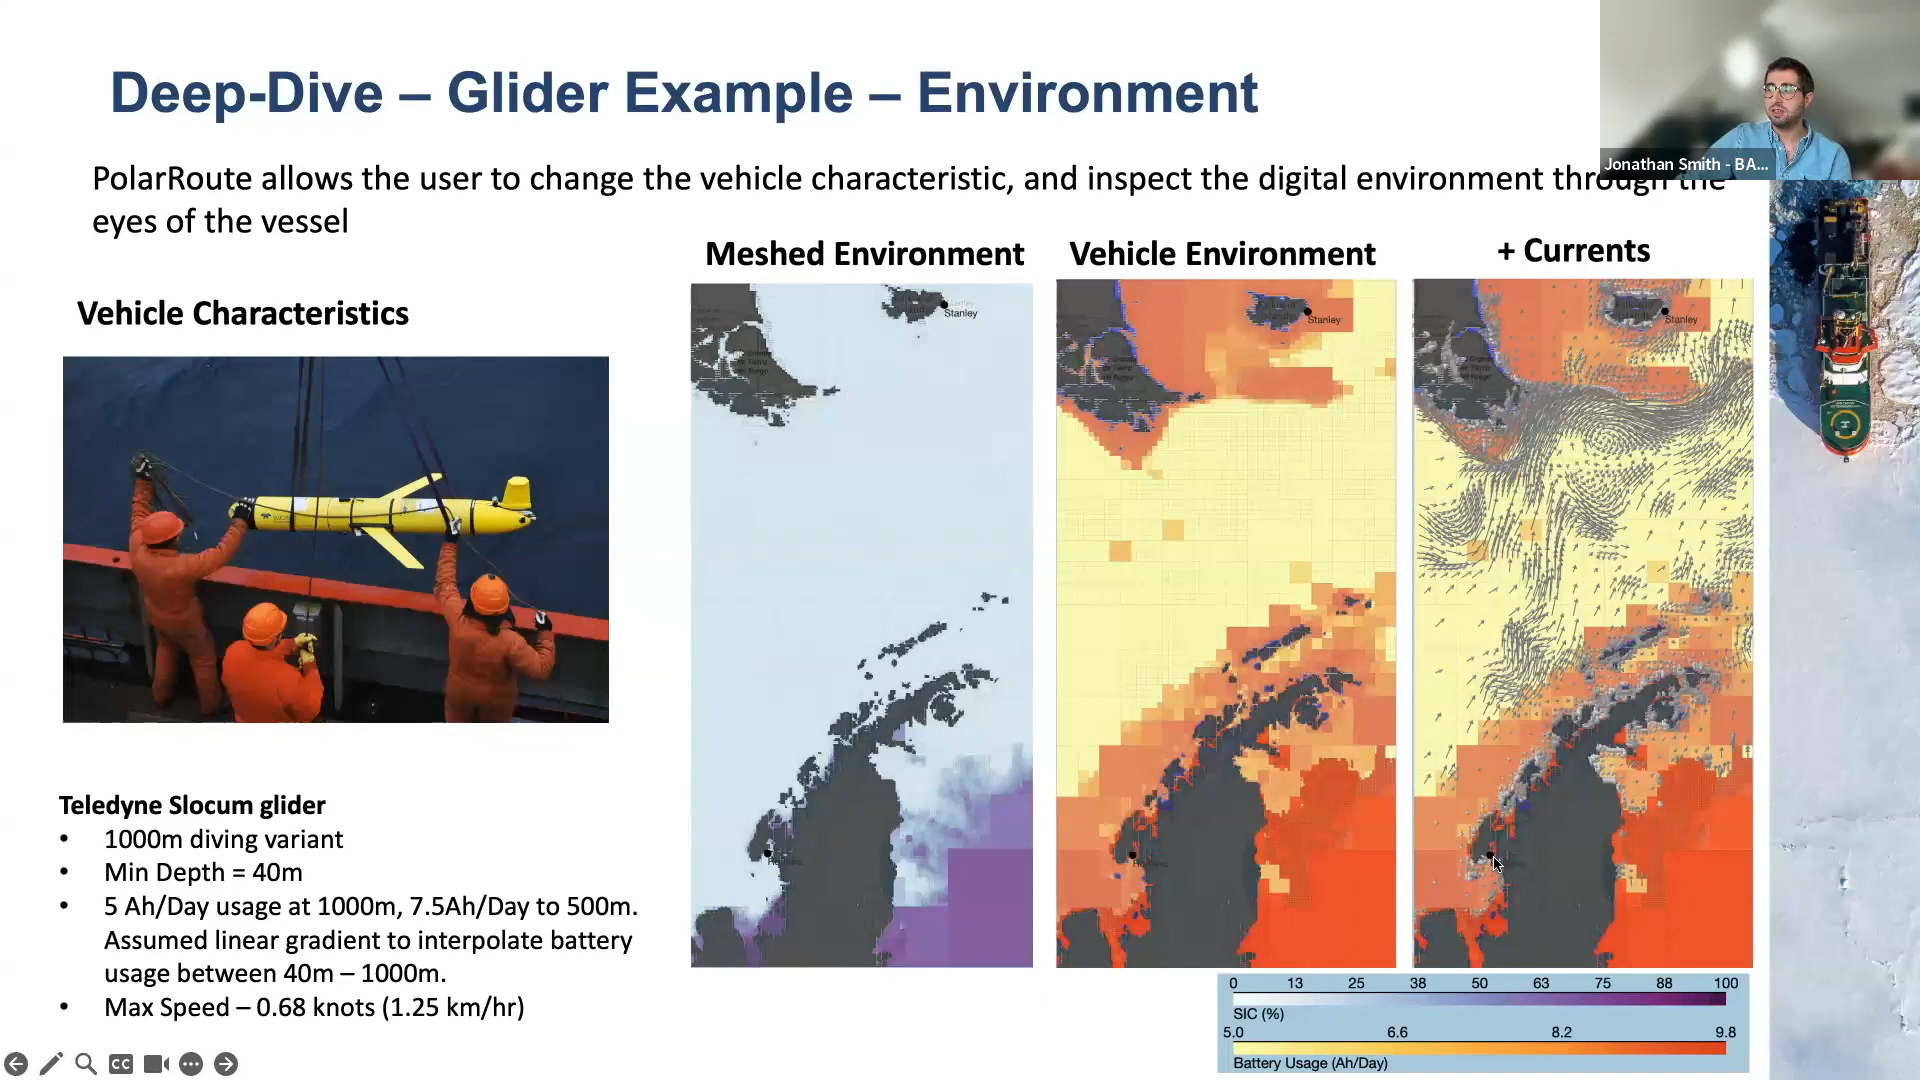 Deep-Dive – Glider Example – Environment
Jonathan Smith - BA...
PolarRoute allows the user to change the vehicle characteristic, and inspect the digital environment through the
eyes of the vessel
Vehicle Characteristics
Meshed Environment
Vehicle Environment
+ Currents
Stanley
Stanley
Stanley
Teledyne Slocum glider
• 1000m diving variant
• Min Depth = 40m
• 5 Ah/Day usage at 1000m, 7.5Ah/Day to 500m.
Assumed linear gradient to interpolate battery
usage between 40m – 1000m.
• Max Speed – 0.68 knots (1.25 km/hr)
0 13 25 38 50 63 75 88 100
SIC (%)
5.0 6.6 8.2 9.8
Battery Usage (Ah/Day)
CC